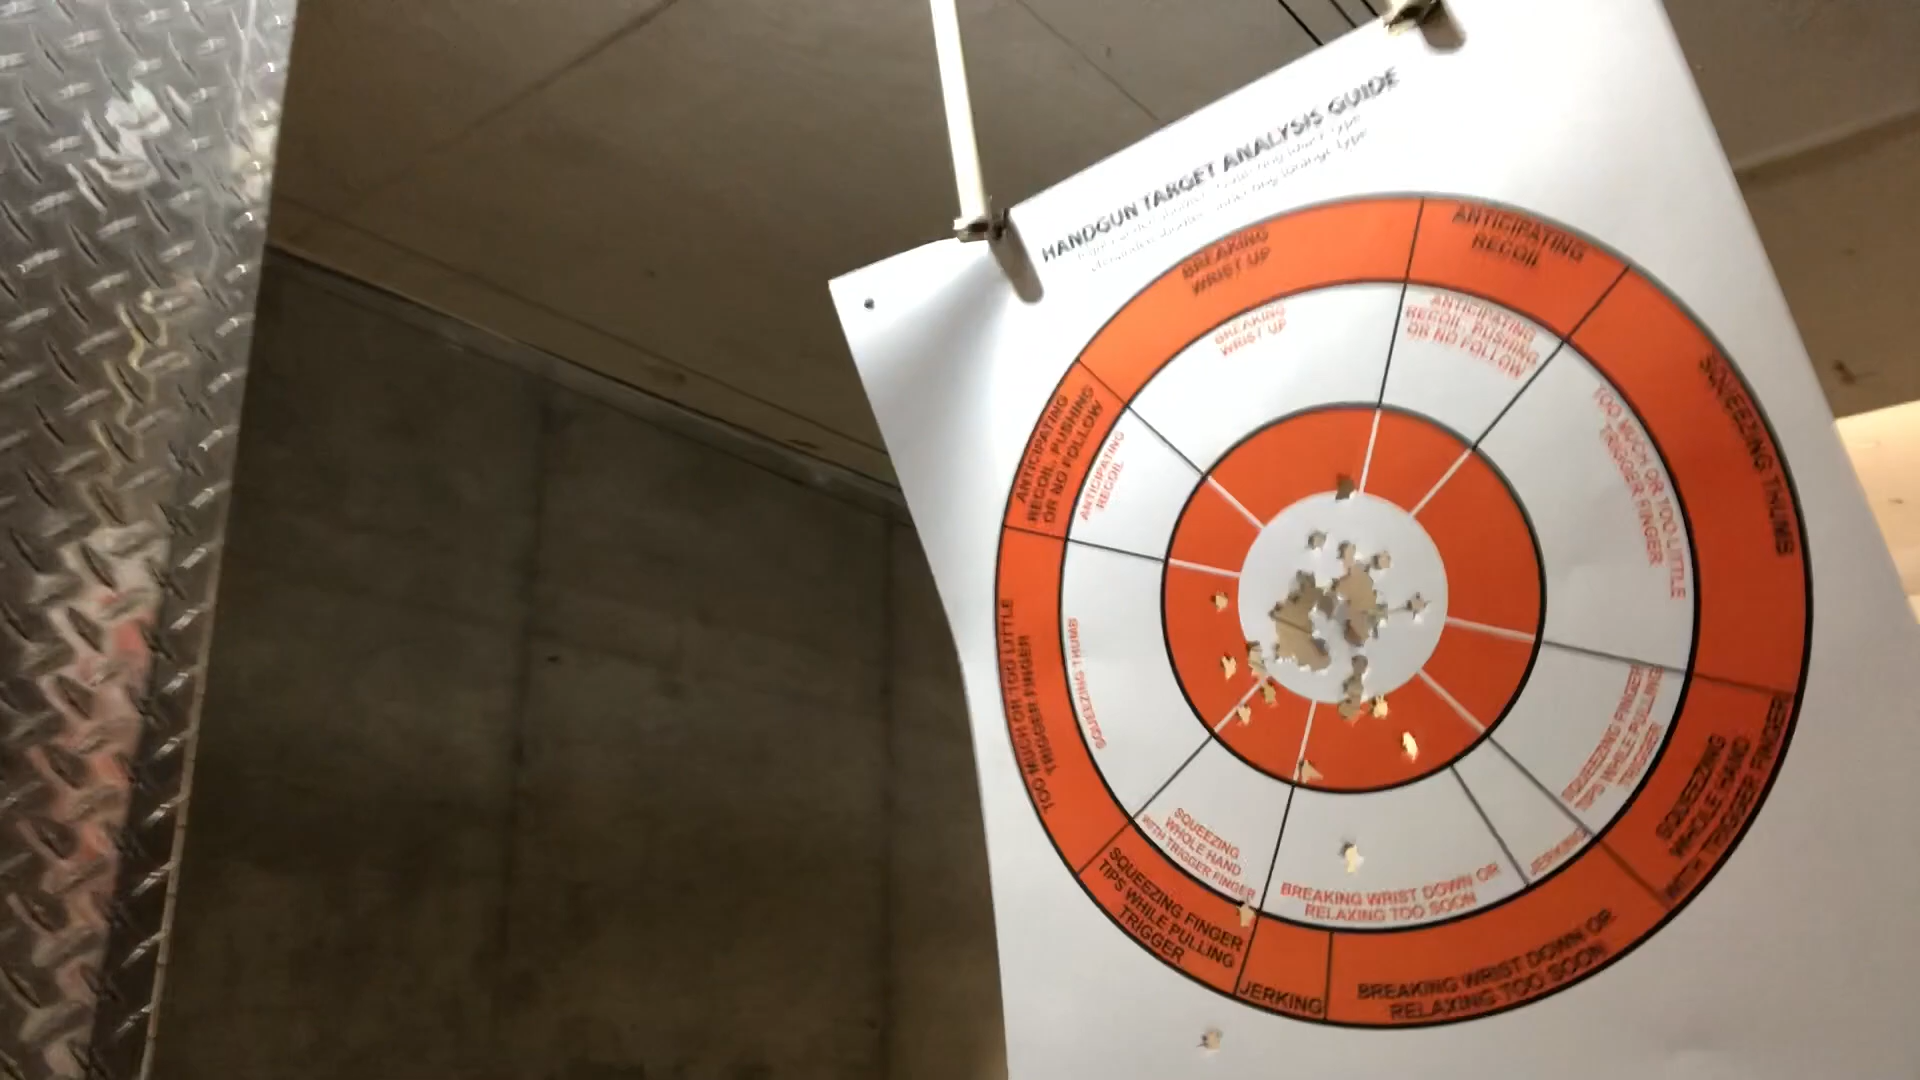 HANDGUN TARGET ANALYSIS GUIDE
BREAKING
WRIST UP
ANTICIPATING
RECOIL
SQUEEZING THUMB
SQUEEZING
WHOLE HAND
WITH TRIGGER FINGER
BREAKING WRIST DOWN OR
RELAXING TOO SOON
JERKING
SQUEEZING FINGER
TIPS WHILE PULLING
TRIGGER
TOO MUCH OR TOO LITTLE
TRIGGER FINGER
ANTICIPATING
RECOIL, PUSHING
OR NO FOLLOW
BREAKING
WRIST UP
ANTICIPATING
RECOIL, PUSHING
OR NO FOLLOW
TOO MUCH OR TOO LITTLE
TRIGGER FINGER
SQUEEZING FINGER
TIPS WHILE PULLING
TRIGGER
JERKING
BREAKING WRIST DOWN OR
RELAXING TOO SOON
SQUEEZING
WHOLE HAND
WITH TRIGGER FINGER
SQUEEZING THUMB
ANTICIPATING
RECOIL